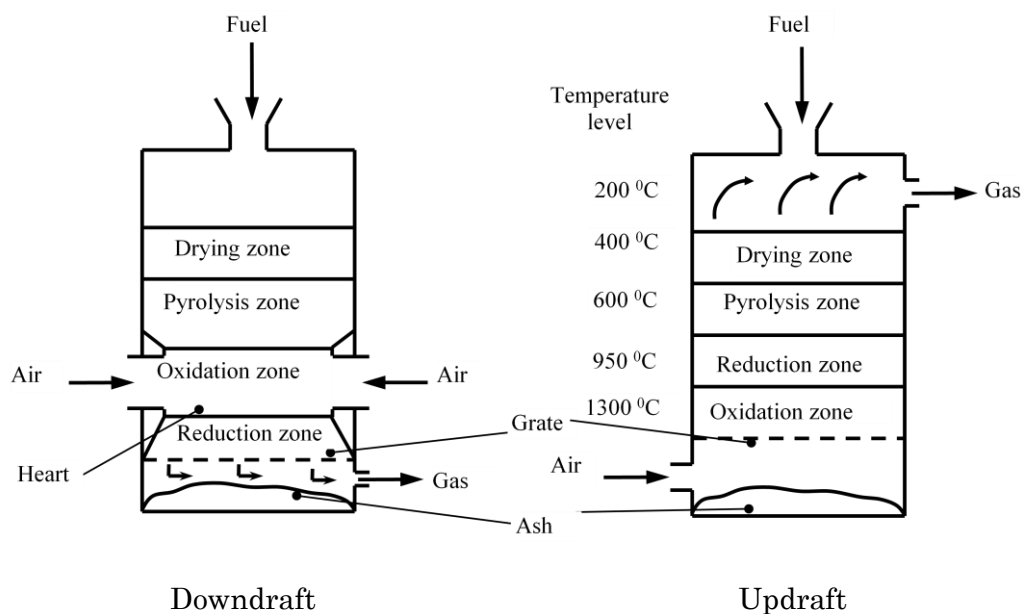 Fuel
Drying zone
Pyrolysis zone
Oxidation zone
Air
Air
Reduction zone
Heart
Gas
Grate
Ash
Downdraft
Temperature
level
200 ⁰C
400 ⁰C
600 ⁰C
950 ⁰C
1300 ⁰C
Fuel
Gas
Drying zone
Pyrolysis zone
Reduction zone
Oxidation zone
Air
Updraft